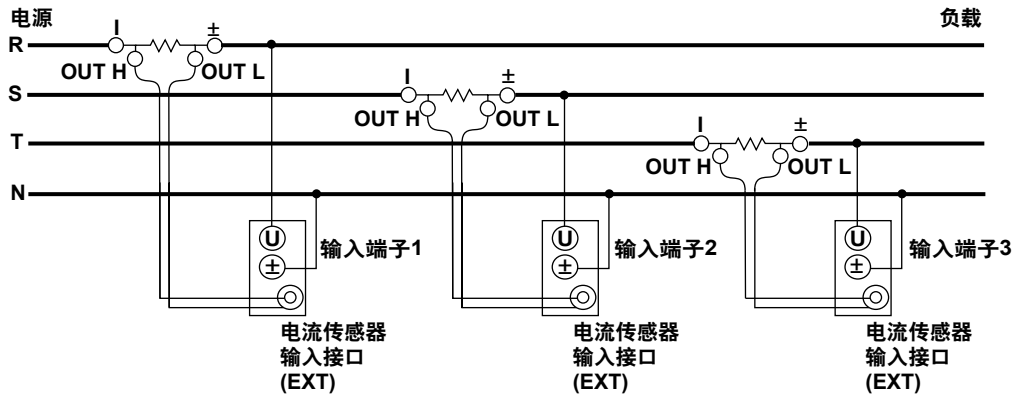 电源
负载
I
±
R
OUT H
OUT L
I
±
S
OUT H
OUT L
I
±
T
OUT H
OUT L
N
U
±
输入端子1
U
±
输入端子2
U
±
输入端子3
电流传感器
输入接口
(EXT)
电流传感器
输入接口
(EXT)
电流传感器
输入接口
(EXT)